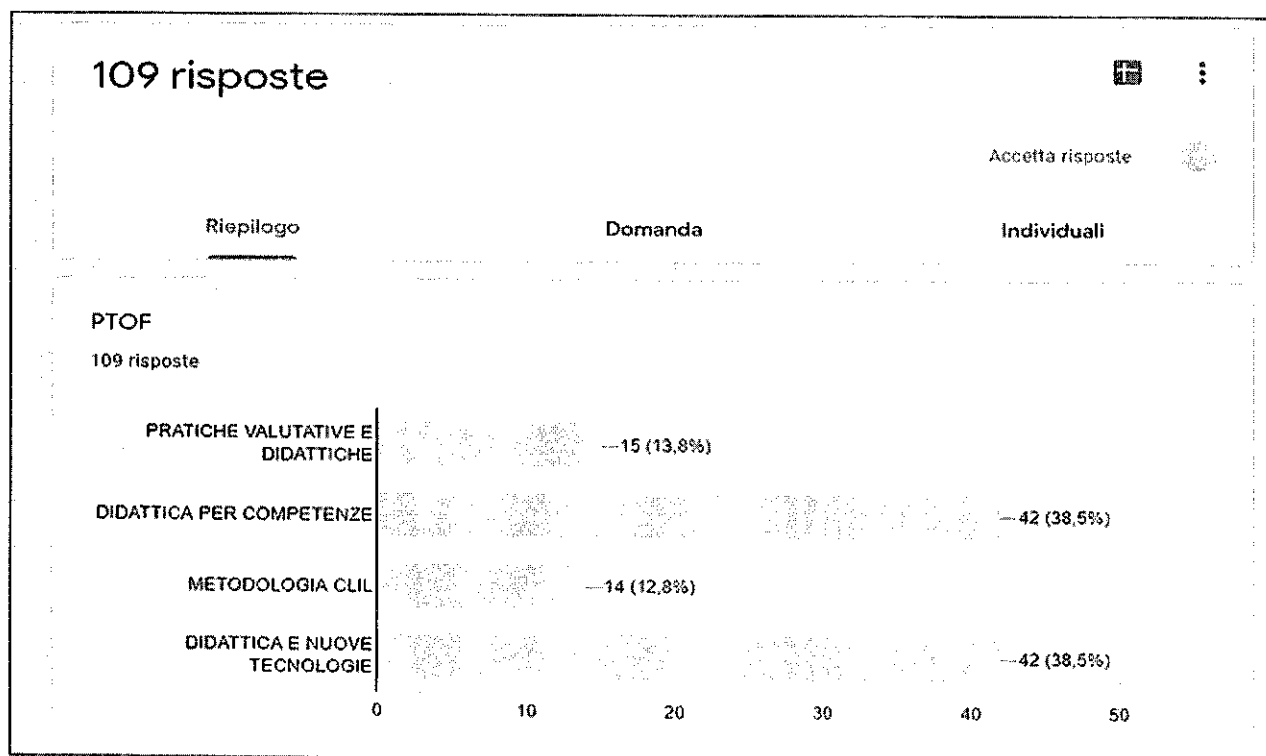 109 risposte
Accetta risposte
Riepilogo Domanda Individuali
PTOF
109 risposte
PRATICHE VALUTATIVE E
DIDATTICHE
15 (13,8%)
DIDATTICA PER COMPETENZE
42 (38,5%)
METODOLOGIA CLIL
14 (12,8%)
DIDATTICA E NUOVE
TECNOLOGIE
42 (38,5%)
0 10 20 30 40 50